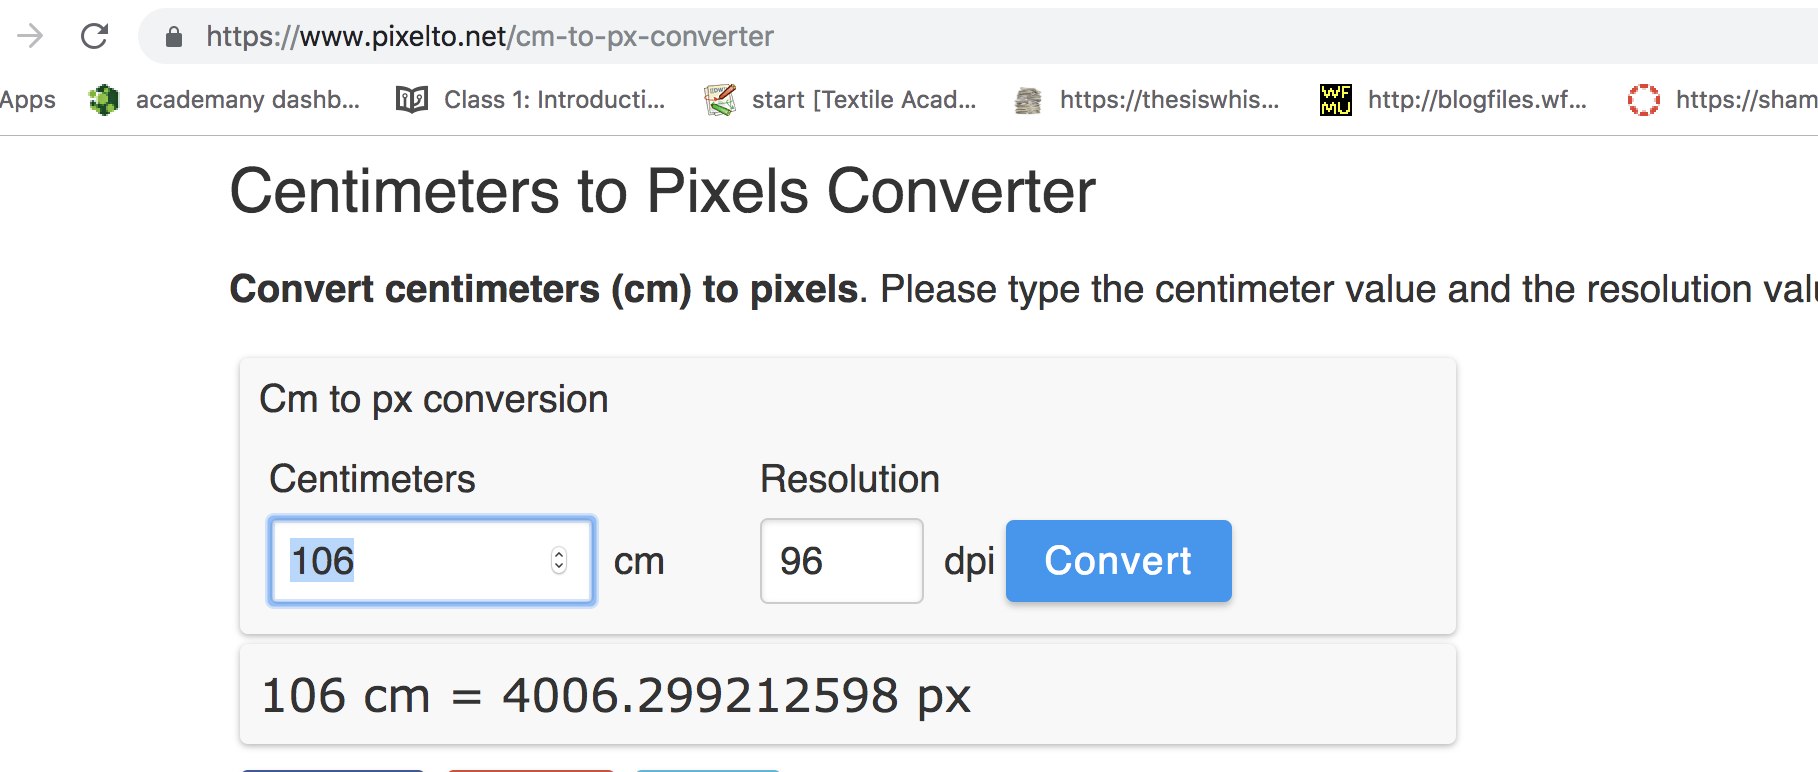 https://www.pixelto.net/cm-to-px-converter
Apps academany dashb... Class 1: Introducti... start [Textile Acad... https://thesiswhis... WF MU http://blogfiles.wf... https://sham
Centimeters to Pixels Converter
Convert centimeters (cm) to pixels. Please type the centimeter value and the resolution valu
Cm to px conversion
Centimeters Resolution
106 cm 96 dpi Convert
106 cm = 4006.299212598 px